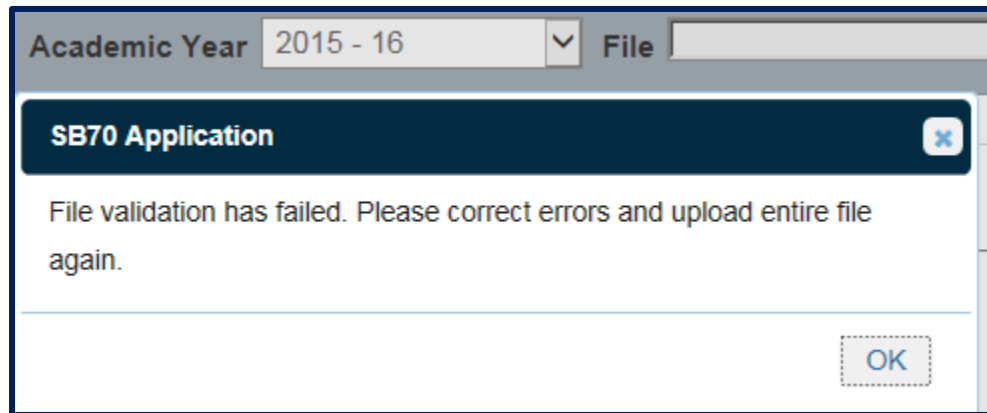 Academic Year 2015 - 16 File
SB70 Application
File validation has failed. Please correct errors and upload entire file
again.
OK